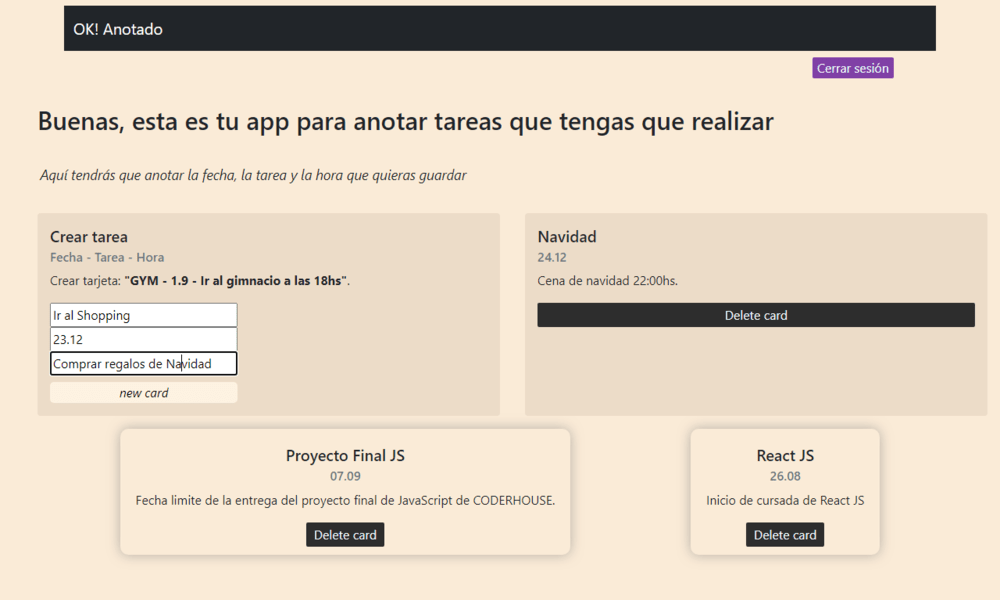 OK! Anotado
Cerrar sesión
Buenas, esta es tu app para anotar tareas que tengas que realizar
Aquí tendrás que anotar la fecha, la tarea y la hora que quieras guardar
Crear tarea
Fecha - Tarea - Hora
Crear tarjeta: "GYM - 1.9 - Ir al gimnacio a las 18hs".
Ir al Shopping
23.12
Comprar regalos de Navidad
new card
Navidad
24.12
Cena de navidad 22:00hs.
Delete card
Proyecto Final JS
07.09
Fecha limite de la entrega del proyecto final de JavaScript de CODERHOUSE.
Delete card
React JS
26.08
Inicio de cursada de React JS
Delete card